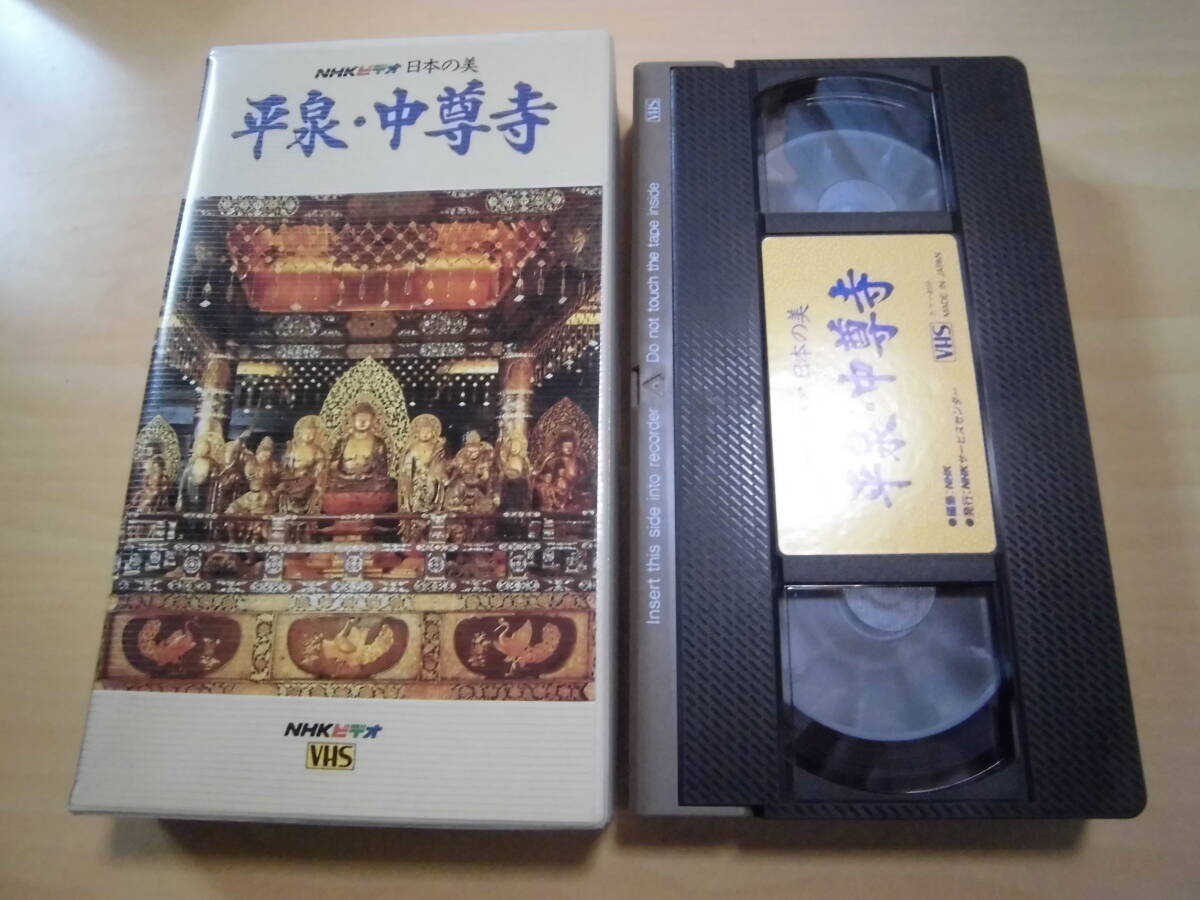 NHKビデオ 日本の美
平泉・中尊寺
NHKビデオ
VHS
VHS
Insert this side into recorder Do not touch the tape inside
日本の美
平泉・中尊寺
VHS
MADE IN JAPAN
●編集:NHK
●発行:NHKサービスセンター